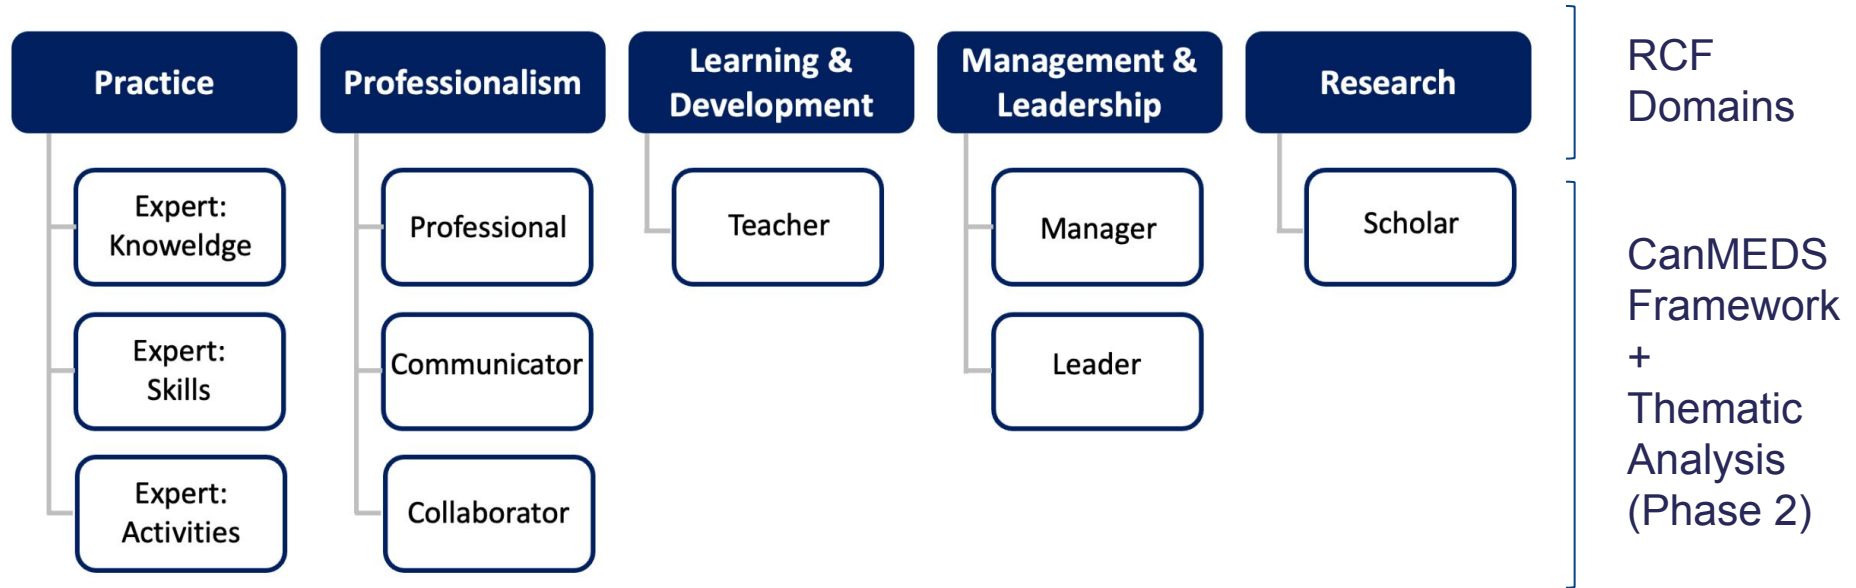 Practice
Expert:
Knoweldge
Expert:
Skills
Expert:
Activities
Professionalism
Professional
Communicator
Collaborator
Learning &
Development
Teacher
Management &
Leadership
Manager
Leader
Research
Scholar
RCF
Domains
CanMEDS
Framework
+
Thematic
Analysis
(Phase 2)